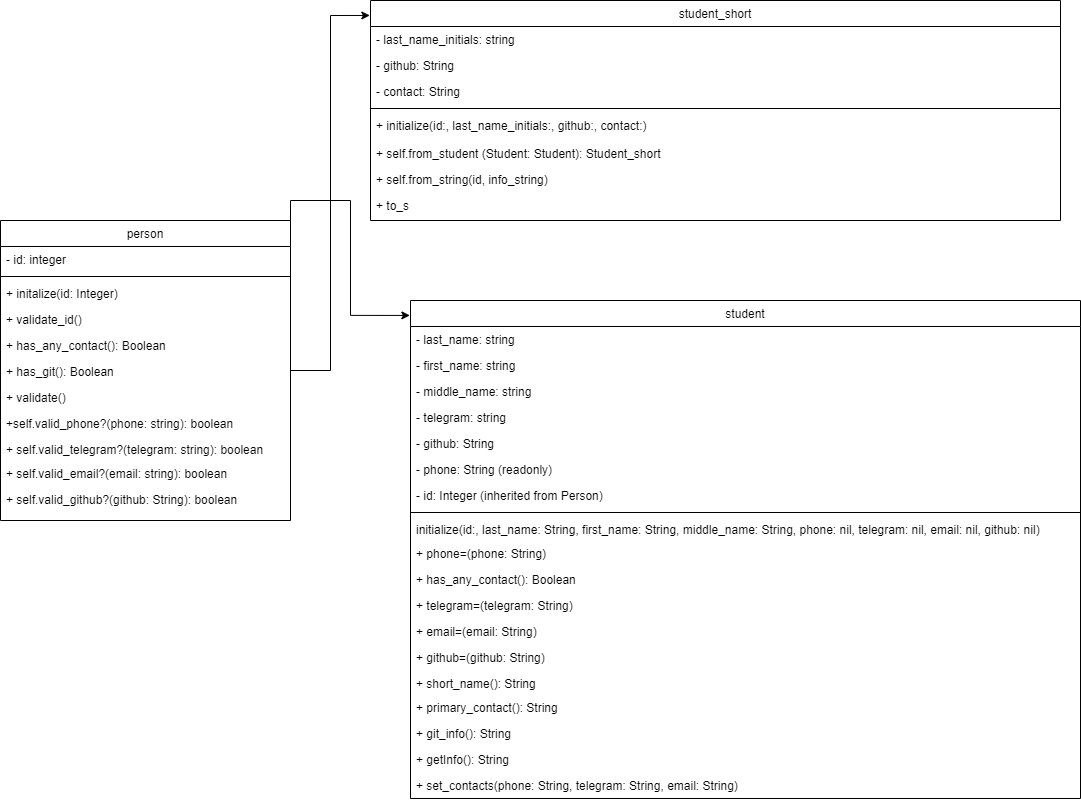 student_short
- last_name_initials: string
- github: String
- contact: String
+ initialize(id:, last_name_initials:, github:, contact:)
+ self.from_student (Student: Student): Student_short
+ self.from_string(id, info_string)
+ to_s
person
- id: integer
+ initalize(id: Integer)
+ validate_id()
+ has_any_contact(): Boolean
+ has_git(): Boolean
+ validate()
+self.valid_phone?(phone: string): boolean
+ self.valid_telegram?(telegram: string): boolean
+ self.valid_email?(email: string): boolean
+ self.valid_github?(github: String): boolean
student
- last_name: string
- first_name: string
- middle_name: string
- telegram: string
- github: String
- phone: String (readonly)
- id: Integer (inherited from Person)
initialize(id:, last_name: String, first_name: String, middle_name: String, phone: nil, telegram: nil, email: nil, github: nil)
+ phone=(phone: String)
+ has_any_contact(): Boolean
+ telegram=(telegram: String)
+ email=(email: String)
+ github=(github: String)
+ short_name(): String
+ primary_contact(): String
+ git_info(): String
+ getInfo(): String
+ set_contacts(phone: String, telegram: String, email: String)